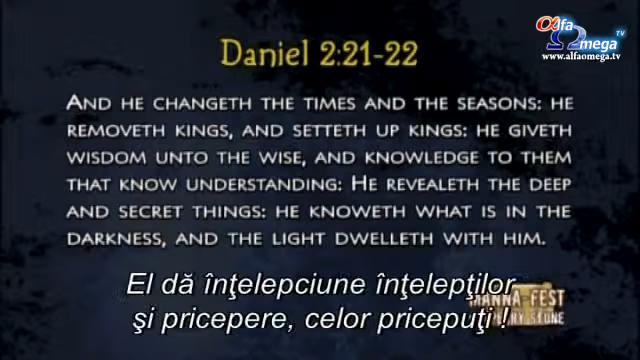 alfa
Omega TV
www.alfaomega.tv
Daniel 2:21-22
AND HE CHANGETH THE TIMES AND THE SEASONS: HE
REMOVETH KINGS, AND SETTETH UP KINGS: HE GIVETH
WISDOM UNTO THE WISE, AND KNOWLEDGE TO THEM
THAT KNOW UNDERSTANDING: HE REVEALETH THE DEEP
AND SECRET THINGS: HE KNOWETH WHAT IS IN THE
DARKNESS, AND THE LIGHT DWELLETH WITH HIM.
El dă înţelepciune înţelepţilor
şi pricepere, celor pricepuţi !
MANNA-FEST
STONE